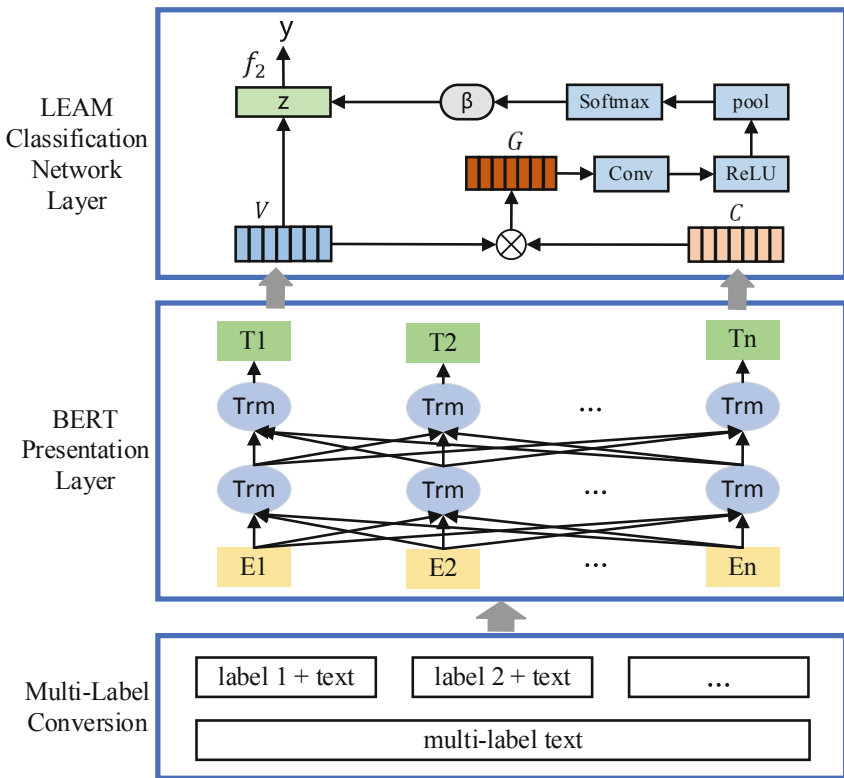 y
f₂
z
β
Softmax
pool
LEAM
Classification
Network
Layer
G
Conv
ReLU
V
C
T1
T2
Tn
Trm
Trm
...
Trm
BERT
Presentation
Layer
Trm
Trm
...
Trm
E1
E2
...
En
Multi-Label
Conversion
label 1 + text
label 2 + text
...
multi-label text